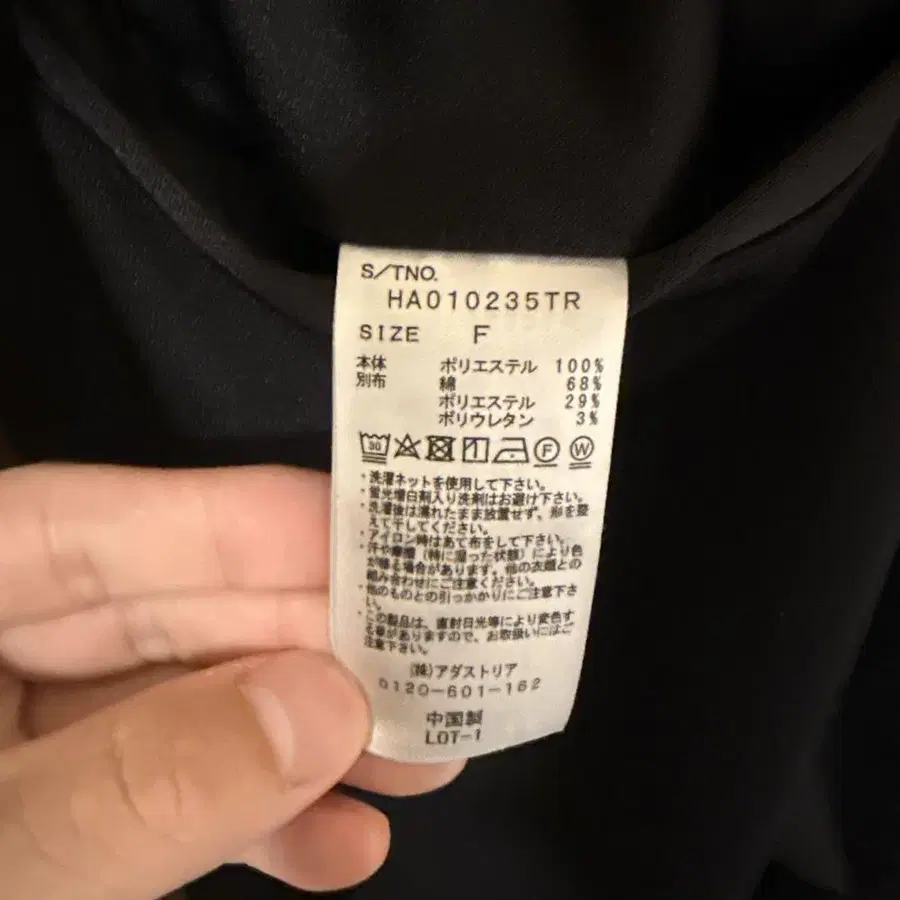 S/TNO.
HA010235TR
SIZE F
本体 ポリエステル 100%
別布 綿 68%
ポリエステル 29%
ポリウレタン 3%
30 F W
・洗濯ネットを使用して下さい。
・蛍光増白剤入り洗剤はお避け下さい。
・洗濯後は濡れたまま放置せず、形を整
えて干してください。
・アイロン時はあて布をして下さい。
・汗や摩擦（特に湿った状態）により色
が移る場合があります。他の衣類との
組み合わせにご注意ください。
・他のものとの引っかかりにご注意下さ
い。
・この製品は、直射日光等により変色す
る事がありますので、お取扱いにはご
注意下さい。
(株)アダストリア
0120-601-162
中国製
LOT-1